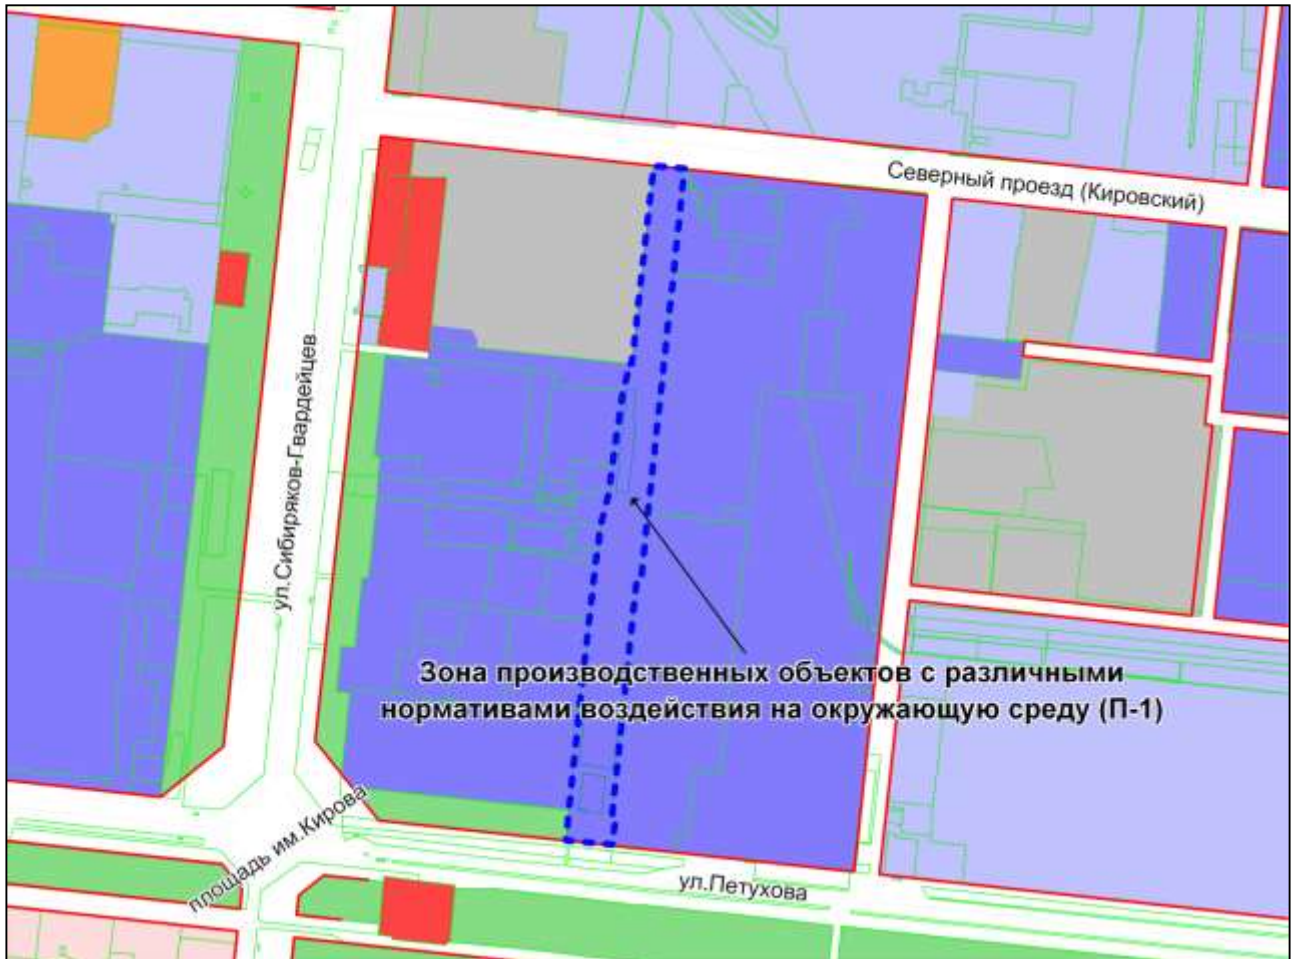 Северный проезд (Кировский)
ул.Сибиряков-Гвардейцев
Зона производственных объектов с различными
нормативами воздействия на окружающую среду (П-1)
площадь им.Кирова
ул.Петухова